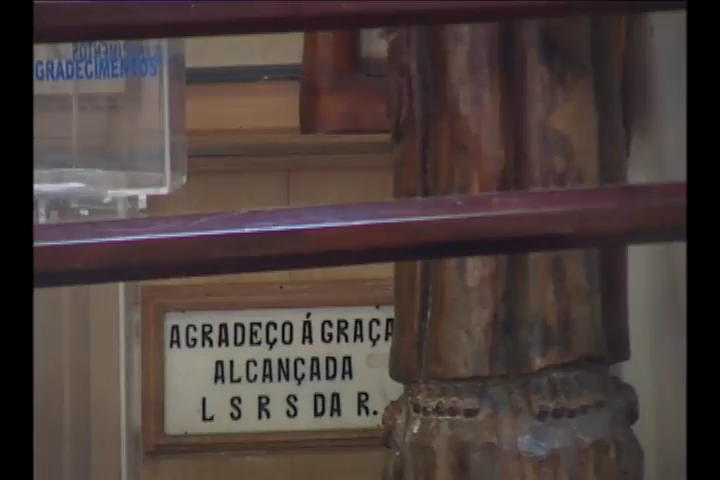 GRADECIMENTOS
AGRADEÇO Á GRAÇA
ALCANÇADA
L S R S DA R.